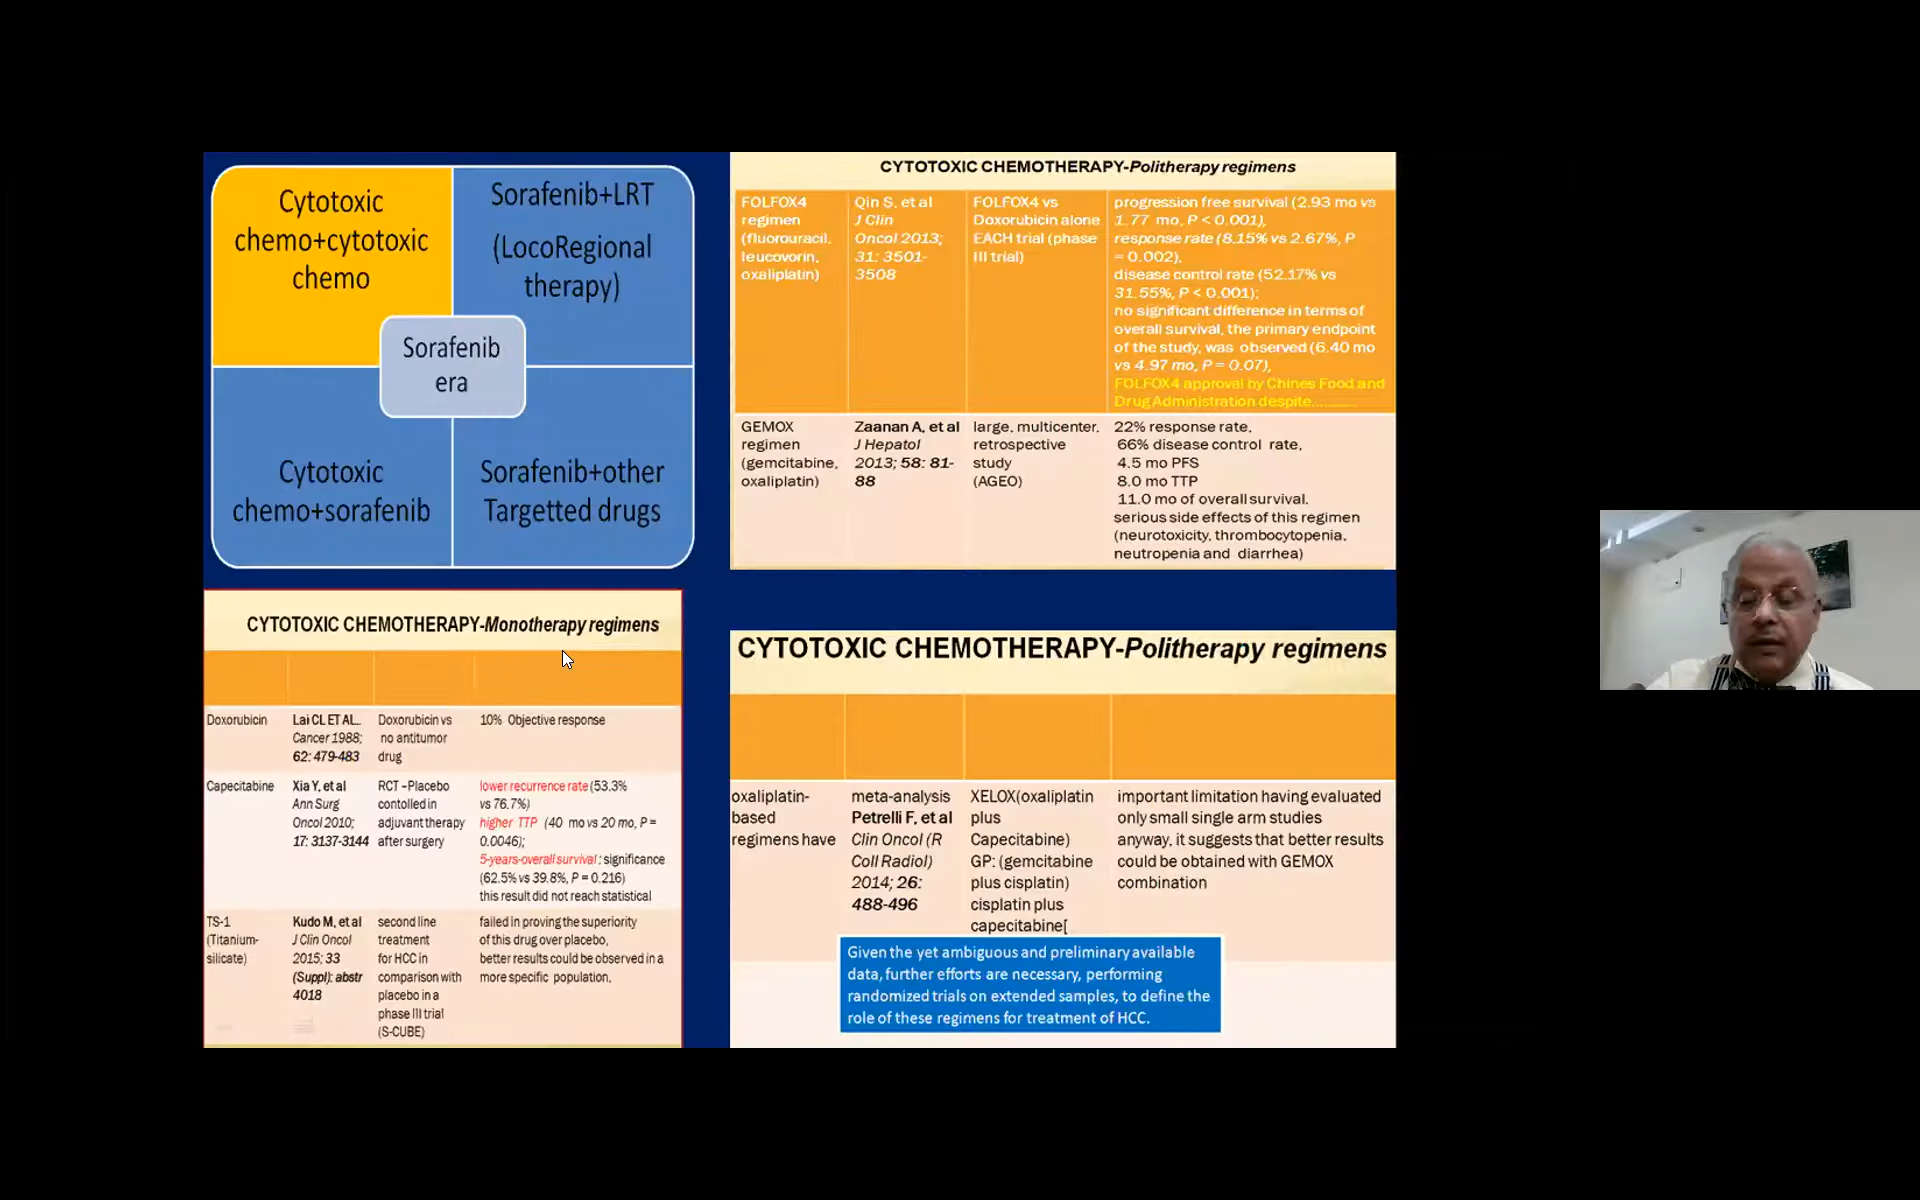 Cytotoxic
chemo+cytotoxic
chemo
Sorafenib+LRT
(LocoRegional
therapy)
Sorafenib
era
Cytotoxic
chemo+sorafenib
Sorafenib+other
Targetted drugs
CYTOTOXIC CHEMOTHERAPY-Politherapy regimens
FOLFOX4
regimen
(fluorouracil,
leucovorin,
oxaliplatin)
Qin S, et al
J Clin
Oncol 2013;
31: 3501-
3508
FOLFOX4 vs
Doxorubicin alone
EACH trial (phase
III trial)
progression free survival (2.93 mo vs
1.77 mo, P < 0.001),
response rate (8.15% vs 2.67%, P
= 0.002),
disease control rate (52.17% vs
31.55%, P < 0.001);
no significant difference in terms of
overall survival, the primary endpoint
of the study, was observed (6.40 mo
vs 4.97 mo, P = 0.07),
FOLFOX4 approval by Chines Food and
Drug Administration despite............
GEMOX
regimen
(gemcitabine,
oxaliplatin)
Zaanan A, et al
J Hepatol
2013; 58: 81-
88
large, multicenter,
retrospective
study
(AGEO)
22% response rate,
66% disease control rate,
4.5 mo PFS
8.0 mo TTP
11.0 mo of overall survival.
serious side effects of this regimen
(neurotoxicity, thrombocytopenia,
neutropenia and diarrhea)
CYTOTOXIC CHEMOTHERAPY-Monotherapy regimens
Doxorubicin
Lai CL ET AL..
Cancer 1988;
62: 479-483
Doxorubicin vs
no antitumor
drug
10% Objective response
Capecitabine
Xia Y, et al
Ann Surg
Oncol 2010;
17: 3137-3144
RCT –Placebo
contolled in
adjuvant therapy
after surgery
lower recurrence rate (53.3%
vs 76.7%)
higher TTP (40 mo vs 20 mo, P =
0.0046);
5-years-overall survival : significance
(62.5% vs 39.8%, P = 0.216)
this result did not reach statistical
TS-1
(Titanium-
silicate)
Kudo M, et al
J Clin Oncol
2015; 33
(Suppl): abstr
4018
second line
treatment
for HCC in
comparison with
placebo in a
phase III trial
(S-CUBE)
failed in proving the superiority
of this drug over placebo,
better results could be observed in a
more specific population,
CYTOTOXIC CHEMOTHERAPY-Politherapy regimens
oxaliplatin-
based
regimens have
meta-analysis
Petrelli F, et al
Clin Oncol (R
Coll Radiol)
2014; 26:
488-496
XELOX(oxaliplatin
plus
Capecitabine)
GP: (gemcitabine
plus cisplatin)
cisplatin plus
capecitabine[
important limitation having evaluated
only small single arm studies
anyway, it suggests that better results
could be obtained with GEMOX
combination
Given the yet ambiguous and preliminary available
data, further efforts are necessary, performing
randomized trials on extended samples, to define the
role of these regimens for treatment of HCC.